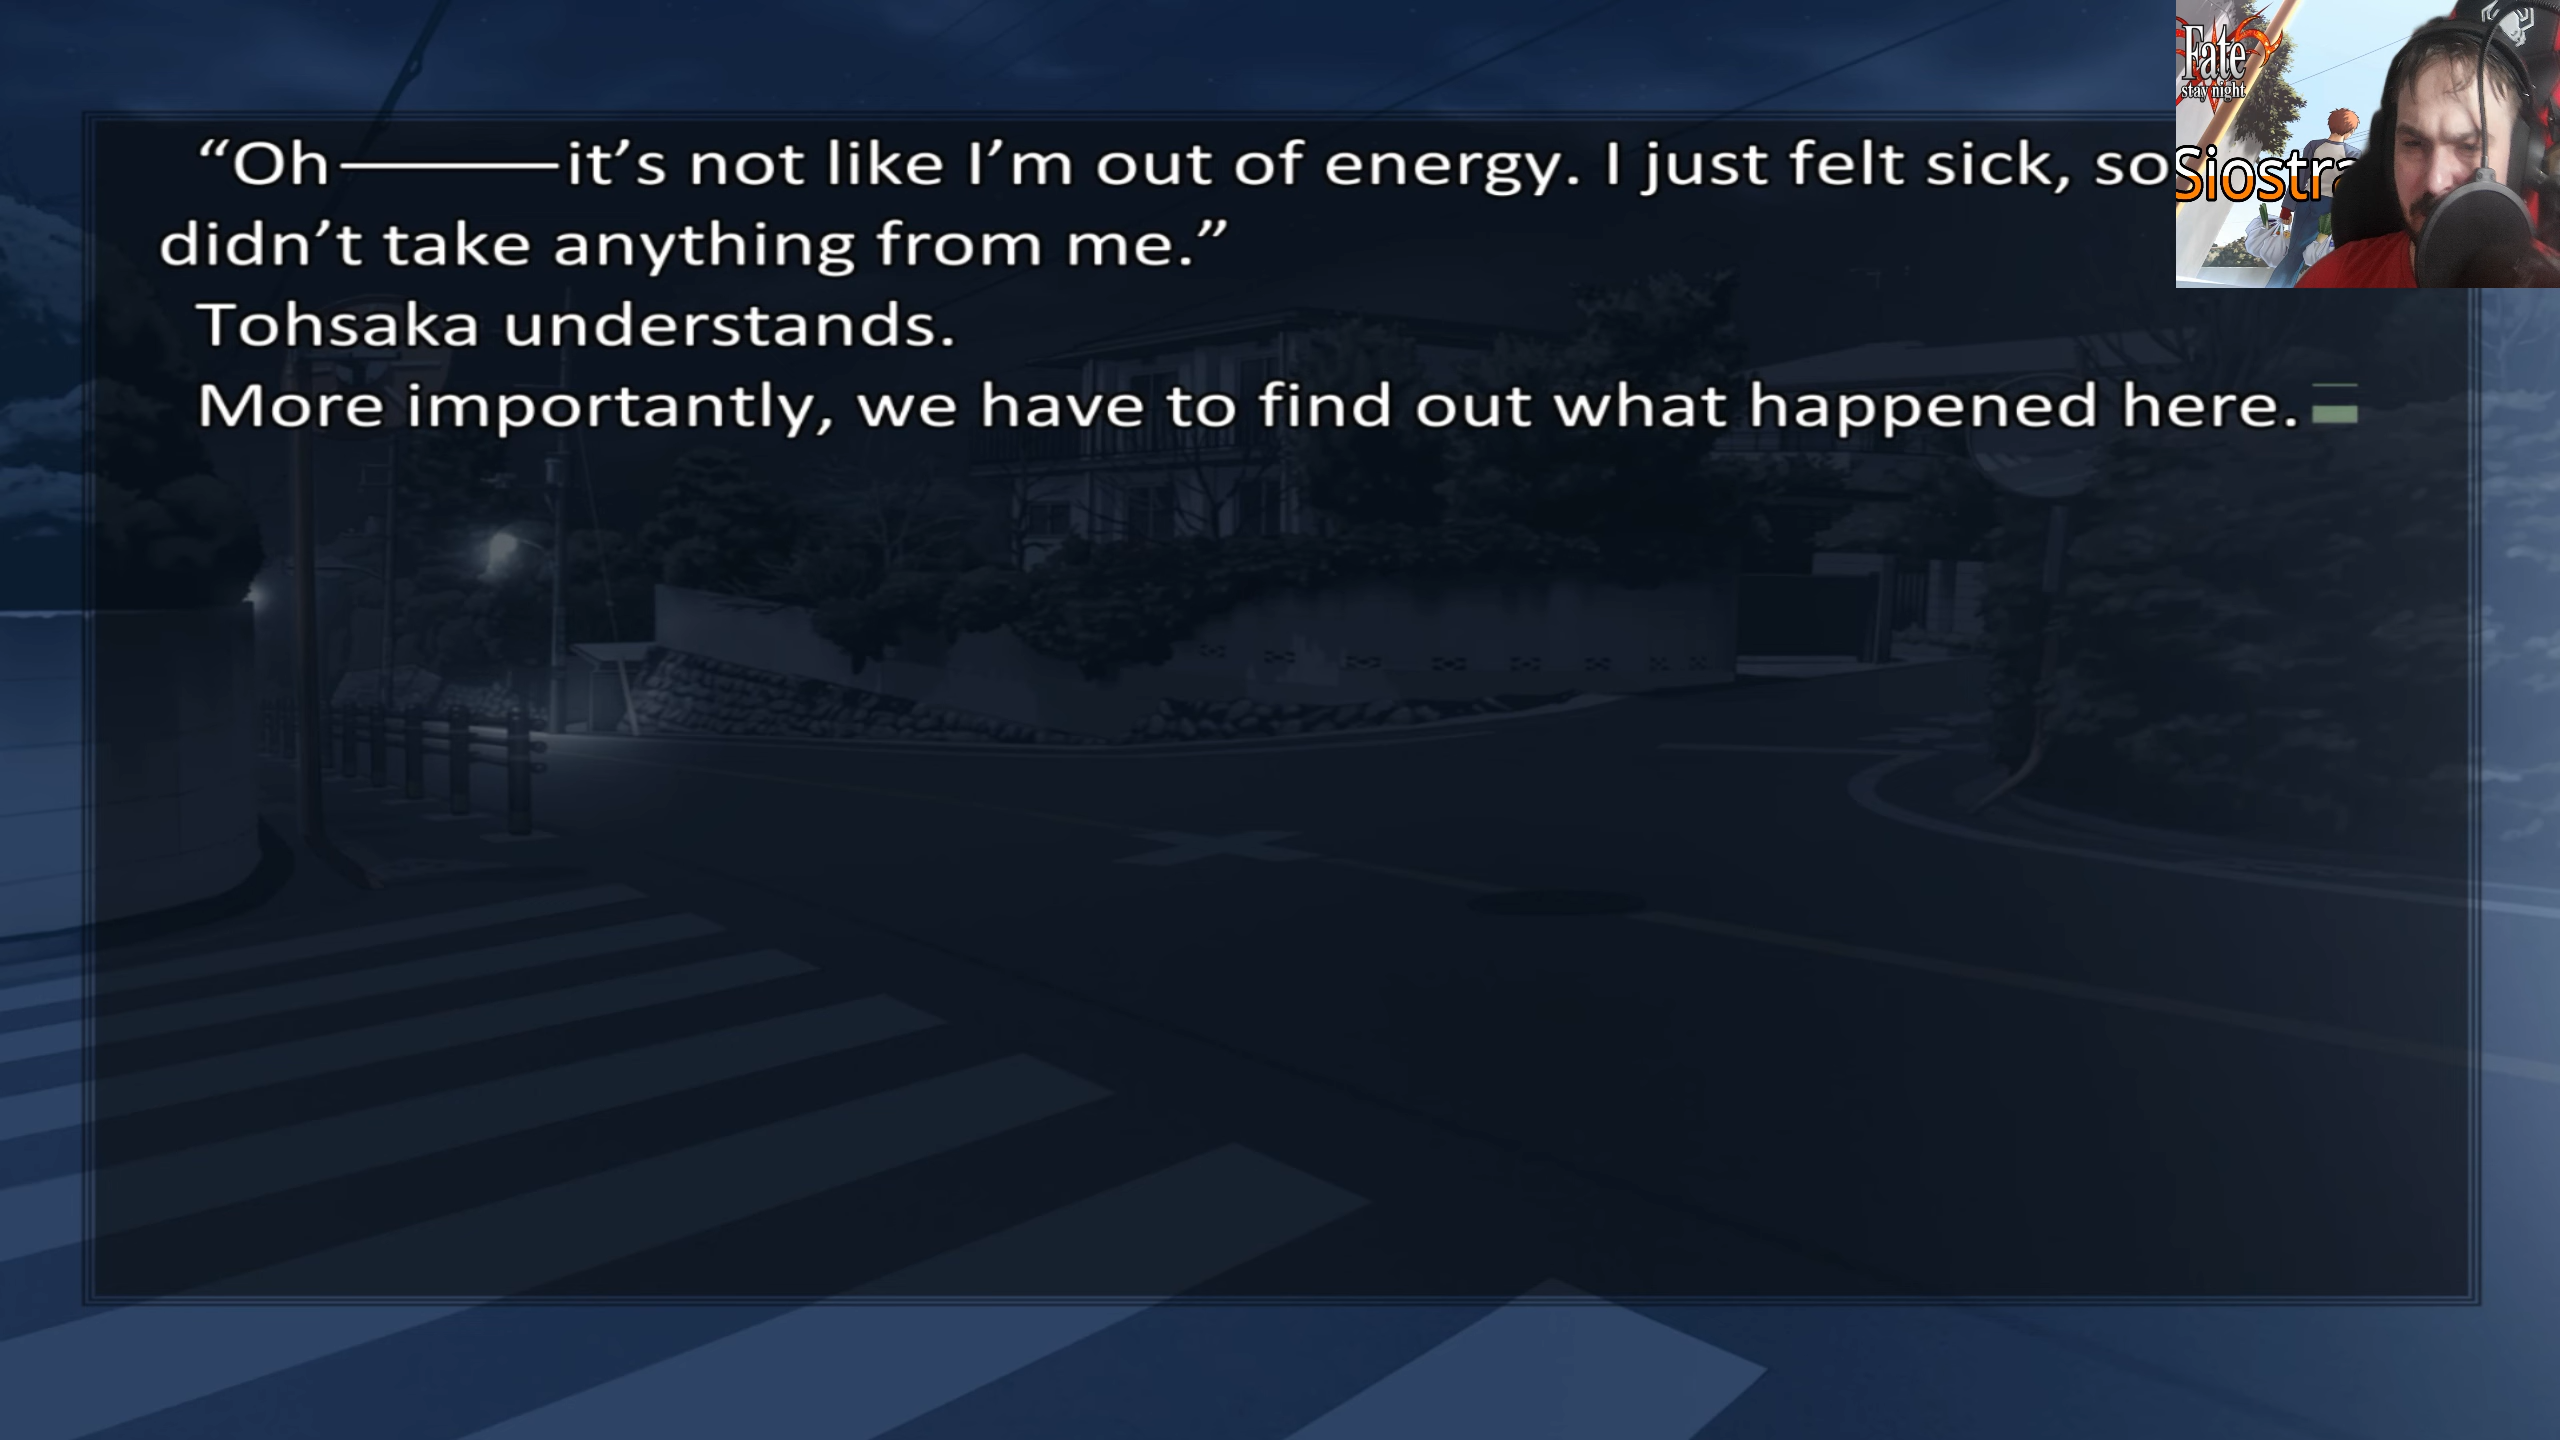 “Oh———it’s not like I’m out of energy. I just felt sick, so
didn’t take anything from me.”
Tohsaka understands.
More importantly, we have to find out what happened here.
Fate
stay night
Siostra